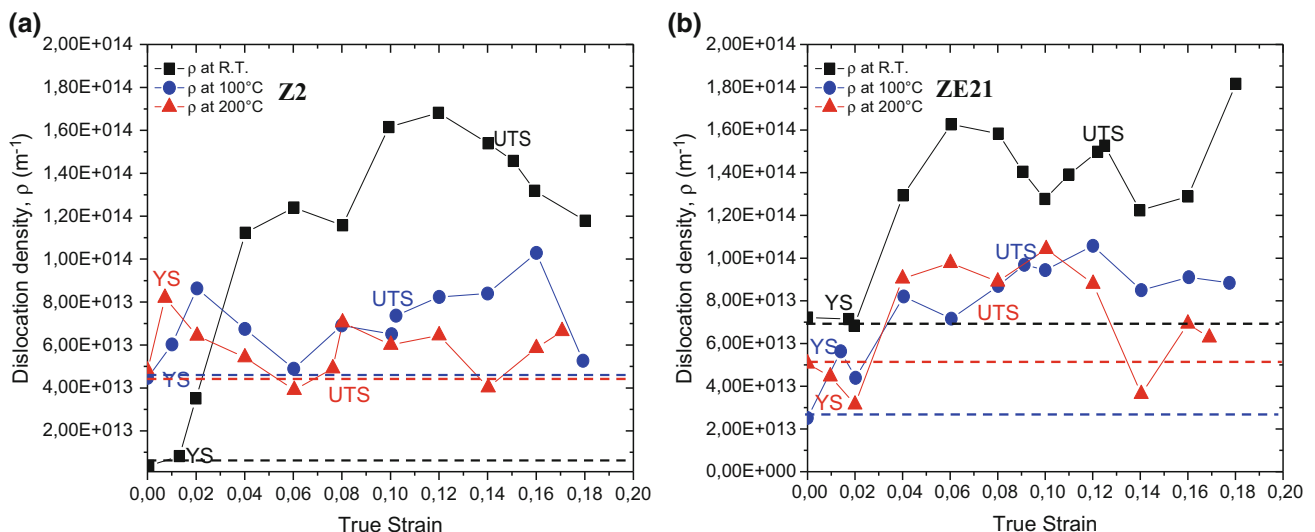 (a)
2,00E+014
1,80E+014
1,60E+014
1,40E+014
1,20E+014
1,00E+014
8,00E+013
6,00E+013
4,00E+013
2,00E+013
Dislocation density, ρ (m⁻¹)
ρ at R.T.
ρ at 100°C
ρ at 200°C
Z2
UTS
YS
UTS
YS
UTS
YS
0,00 0,02 0,04 0,06 0,08 0,10 0,12 0,14 0,16 0,18 0,20
True Strain
(b)
2,00E+014
1,80E+014
1,60E+014
1,40E+014
1,20E+014
1,00E+014
8,00E+013
6,00E+013
4,00E+013
2,00E+013
0,00E+000
Dislocation density, ρ (m⁻¹)
ρ at R.T.
ρ at 100°C
ρ at 200°C
ZE21
UTS
UTS
YS
UTS
YS
YS
0,00 0,02 0,04 0,06 0,08 0,10 0,12 0,14 0,16 0,18 0,20
True Strain